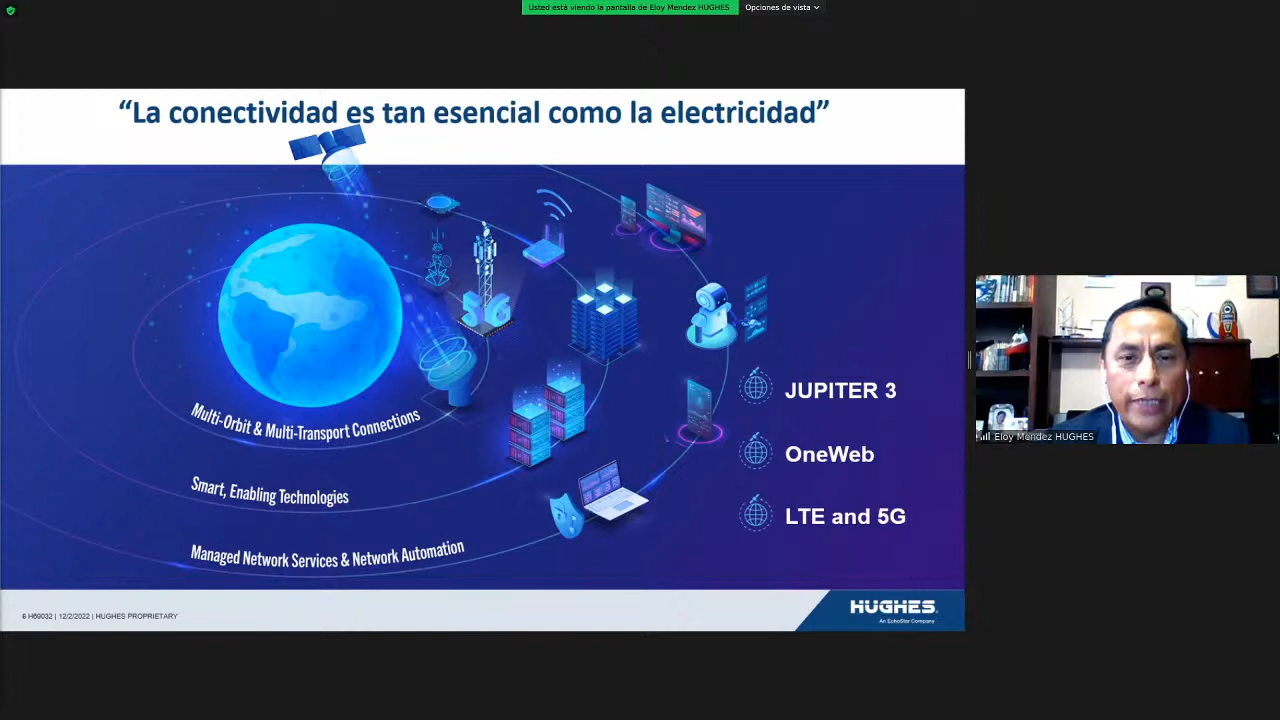 Usted está viendo la pantalla de Eloy Mendez HUGHES
Opciones de vista
“La conectividad es tan esencial como la electricidad”
5G
JUPITER 3
OneWeb
LTE and 5G
Multi-Orbit & Multi-Transport Connections
Smart, Enabling Technologies
Managed Network Services & Network Automation
6 H69032 | 12/2/2022 | HUGHES PROPRIETARY
HUGHES.
An EchoStar Company
Eloy Mendez HUGHES